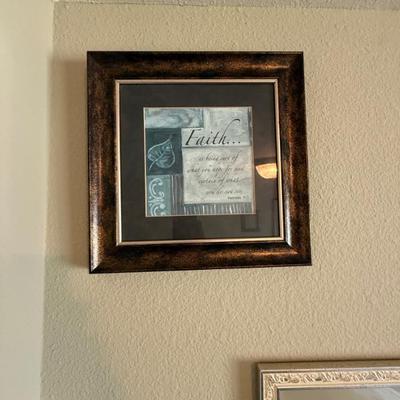 Faith...
is being sure of
what you hope for and
certain of what
you do not see.